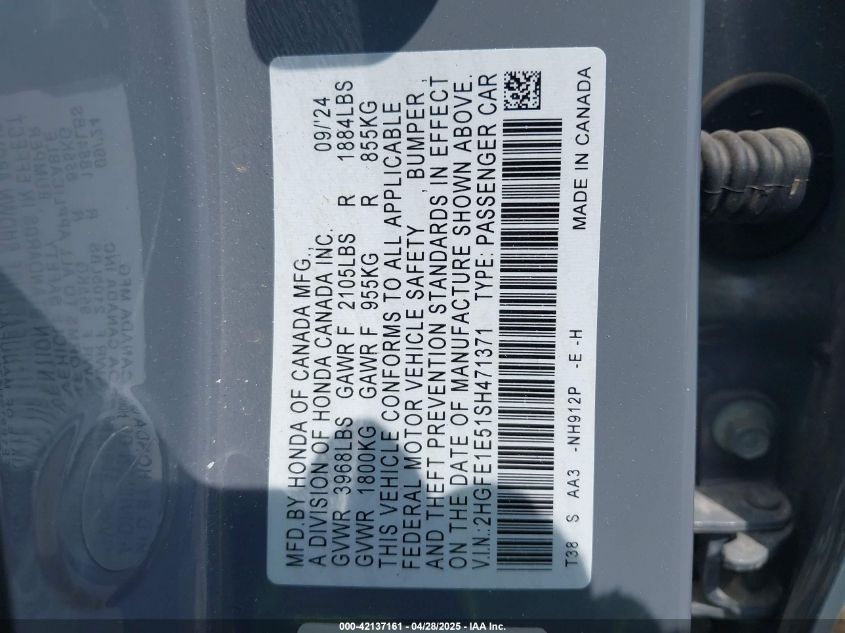 MFD.BY HONDA OF CANADA MFG.,
A DIVISION OF HONDA CANADA INC. 09/'24
GVWR 3968LBS GAWR F 2105LBS R 1884LBS
GVWR 1800KG GAWR F 955KG R 855KG
THIS VEHICLE CONFORMS TO ALL APPLICABLE
FEDERAL MOTOR VEHICLE SAFETY , BUMPER ,
AND THEFT PREVENTION STANDARDS IN EFFECT
ON THE DATE OF MANUFACTURE SHOWN ABOVE.
V.I.N.:2HGFE1E51SH471371 TYPE: PASSENGER CAR
T38 S AA3 -NH912P -E -H MADE IN CANADA
000-42137161 - 04/28/2025 - IAA Inc.